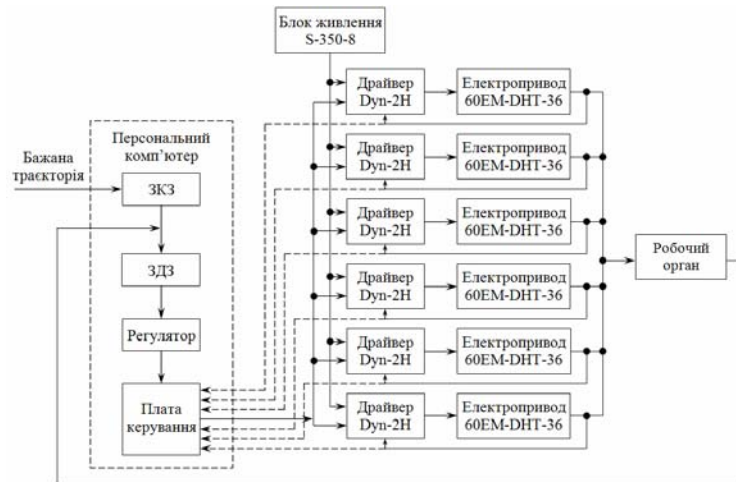 Блок живлення
S-350-8
Драйвер
Dyn-2H
Електропривод
60EM-DHT-36
Драйвер
Dyn-2H
Електропривод
60EM-DHT-36
Драйвер
Dyn-2H
Електропривод
60EM-DHT-36
Драйвер
Dyn-2H
Електропривод
60EM-DHT-36
Драйвер
Dyn-2H
Електропривод
60EM-DHT-36
Драйвер
Dyn-2H
Електропривод
60EM-DHT-36
Персональний
комп’ютер
Бажана
траєкторія
ЗКЗ
ЗДЗ
Регулятор
Плата
керування
Робочий
орган